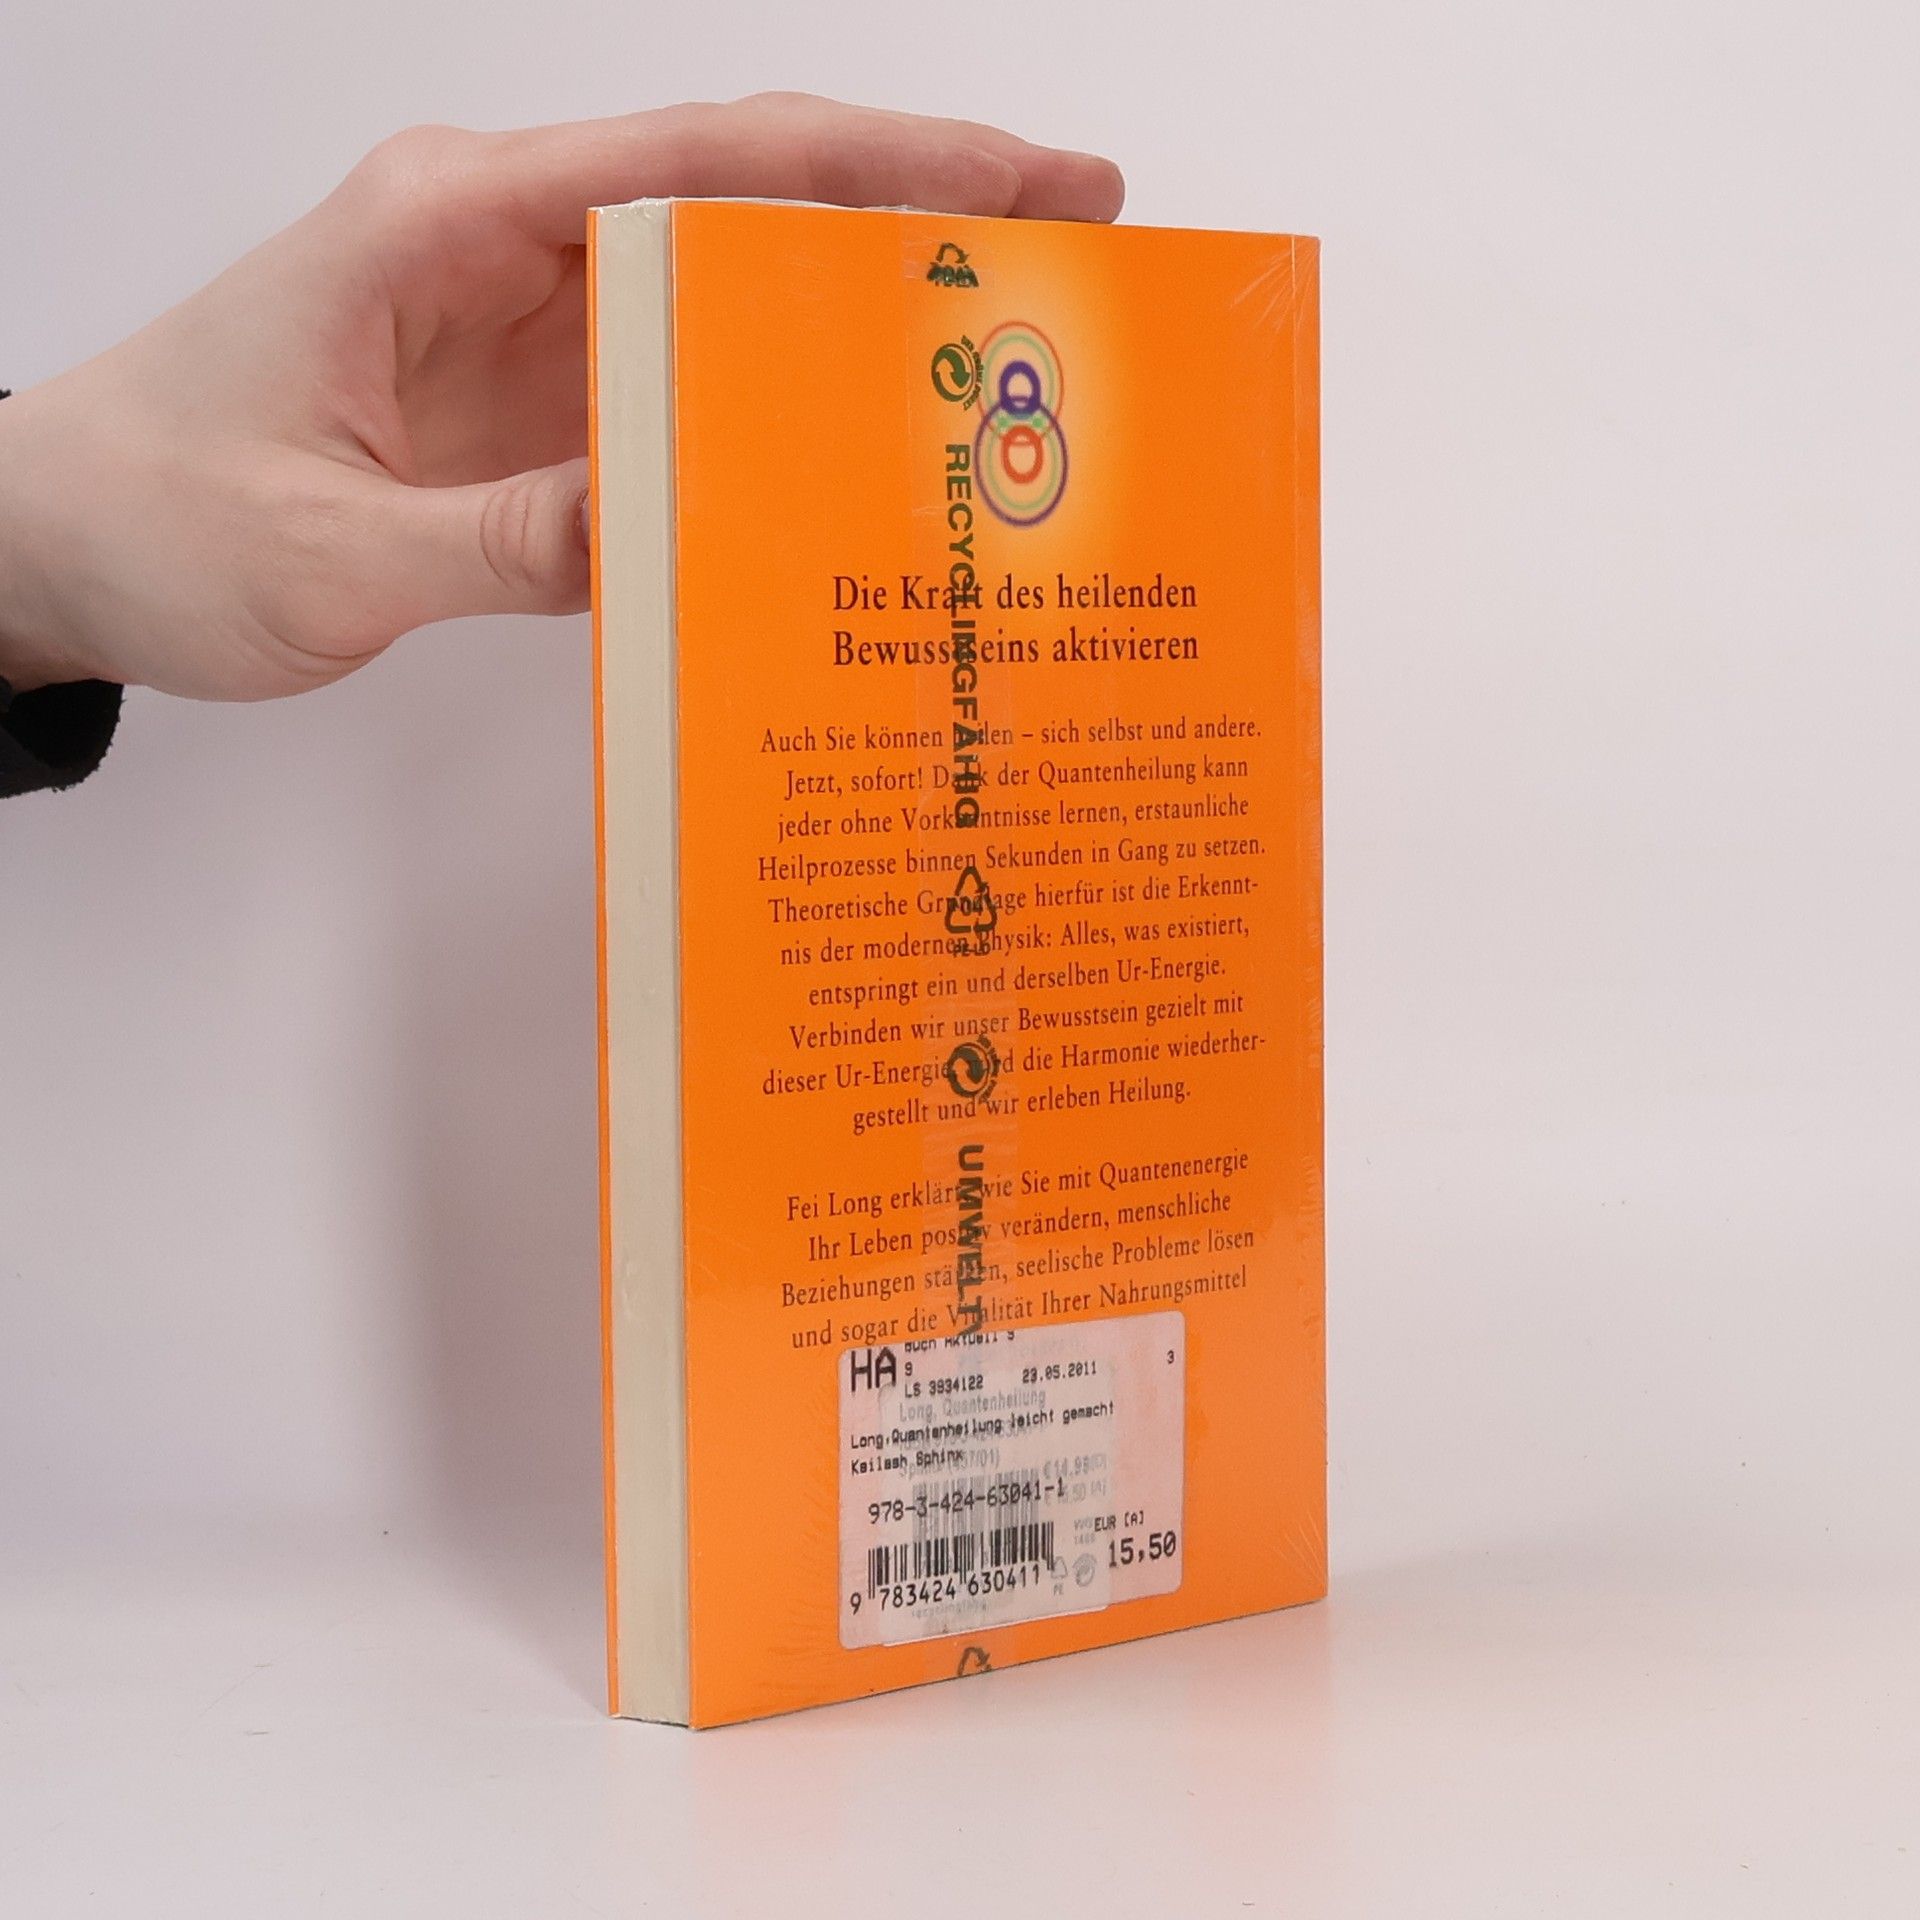 Die Kraft des heilenden
Bewusstseins aktivieren
Auch Sie können heilen – sich selbst und andere.
Jetzt, sofort! Dank der Quantenheilung kann
jeder ohne Vorkenntnisse lernen, erstaunliche
Heilprozesse binnen Sekunden in Gang zu setzen.
Theoretische Grundlage hierfür ist die Erkennt-
nis der modernen Physik: Alles, was existiert,
entspringt ein und derselben Ur-Energie.
Verbinden wir unser Bewusstsein gezielt mit
dieser Ur-Energie, wird die Harmonie wiederher-
gestellt und wir erleben Heilung.
Fei Long erklärt, wie Sie mit Quantenenergie
Ihr Leben positiv verändern, menschliche
Beziehungen stärken, seelische Probleme lösen
und sogar die Vitalität Ihrer Nahrungsmittel
RECYCLINGFÄHIG
UMWELTV
HA Buch Aktuell 9
9 3
LS 3934122 23.05.2011
Long, Quantenheilung
Long,Quantenheilung leicht gemacht
Kailash Sphinx
978-3-424-63041-1
EUR [A]
15,50
9 783424 630411